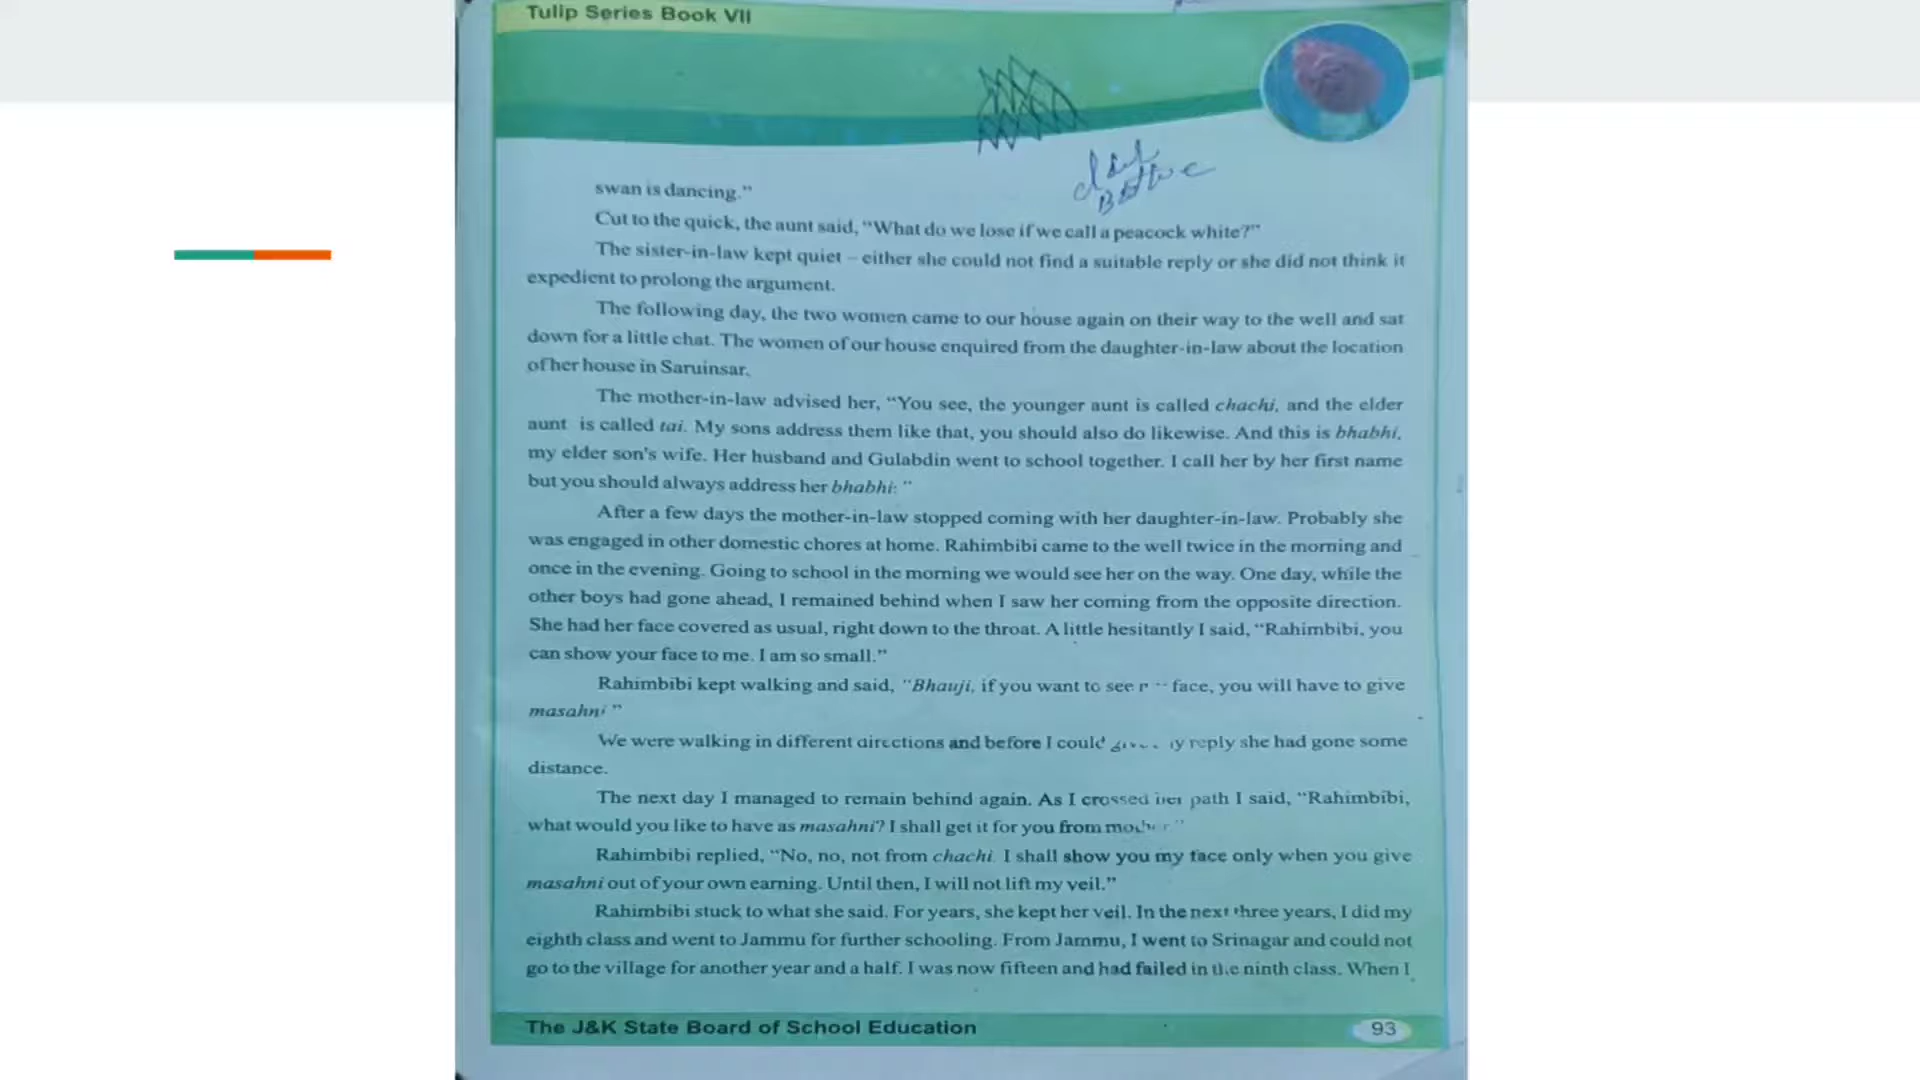 Tulip Series Book VII
swan is dancing."
Cut to the quick, the aunt said, "What do we lose if we call a peacock white?"
The sister-in-law kept quiet – either she could not find a suitable reply or she did not think it
expedient to prolong the argument.
The following day, the two women came to our house again on their way to the well and sat
down for a little chat. The women of our house enquired from the daughter-in-law about the location
of her house in Saruinsar.
The mother-in-law advised her, "You see, the younger aunt is called chachi, and the elder
aunt is called tai. My sons address them like that, you should also do likewise. And this is bhabhi,
my elder son's wife. Her husband and Gulabdin went to school together. I call her by her first name
but you should always address her bhabhi: "
After a few days the mother-in-law stopped coming with her daughter-in-law. Probably she
was engaged in other domestic chores at home. Rahimbibi came to the well twice in the morning and
once in the evening. Going to school in the morning we would see her on the way. One day, while the
other boys had gone ahead, I remained behind when I saw her coming from the opposite direction.
She had her face covered as usual, right down to the throat. A little hesitantly I said, "Rahimbibi, you
can show your face to me. I am so small."
Rahimbibi kept walking and said, "Bhauji, if you want to see face, you will have to give
masahni "
We were walking in different directions and before I could reply she had gone some
distance.
The next day I managed to remain behind again. As I crossed her path I said, "Rahimbibi,
what would you like to have as masahni? I shall get it for you from mother "
Rahimbibi replied, "No, no, not from chachi. I shall show you my face only when you give
masahni out of your own earning. Until then, I will not lift my veil."
Rahimbibi stuck to what she said. For years, she kept her veil. In the next three years, I did my
eighth class and went to Jammu for further schooling. From Jammu, I went to Srinagar and could not
go to the village for another year and a half. I was now fifteen and had failed in the ninth class. When I
The J&K State Board of School Education
93